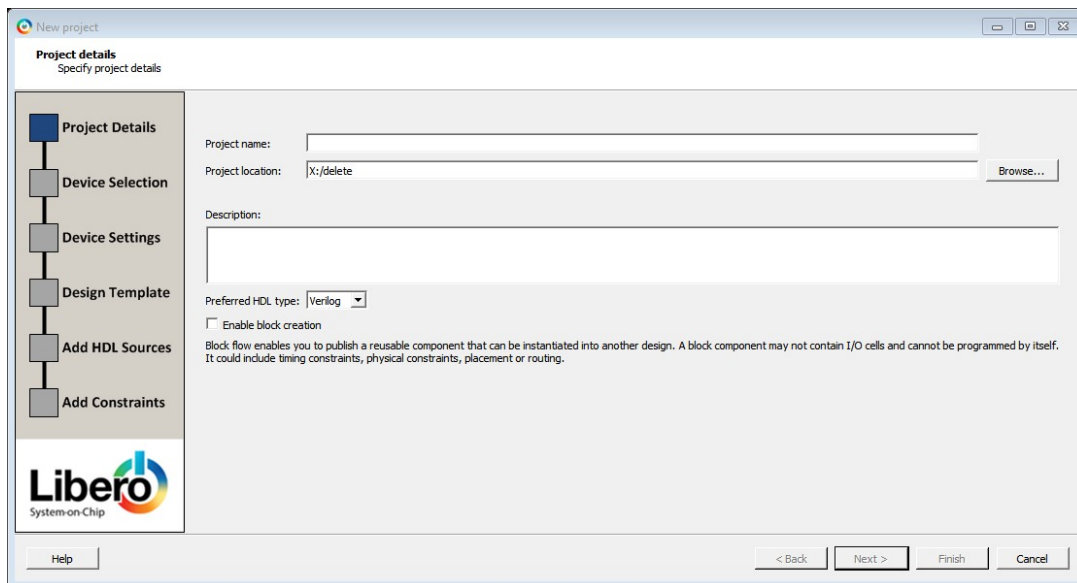 New project
Project details
Specify project details
Project Details
Device Selection
Device Settings
Design Template
Add HDL Sources
Add Constraints
Libero
System-on-Chip
Project name:
Project location: X:/delete Browse...
Description:
Preferred HDL type: Verilog
Enable block creation
Block flow enables you to publish a reusable component that can be instantiated into another design. A block component may not contain I/O cells and cannot be programmed by itself.
It could include timing constraints, physical constraints, placement or routing.
Help < Back Next > Finish Cancel